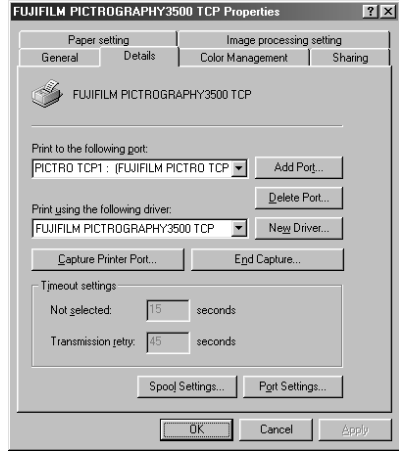 FUJIFILM PICTROGRAPHY3500 TCP Properties ? X
Paper setting Image processing setting
General Details Color Management Sharing
FUJIFILM PICTROGRAPHY3500 TCP
Print to the following port:
PICTRO TCP1 : (FUJIFILM PICTRO TCP Add Port...
Delete Port...
Print using the following driver:
FUJIFILM PICTROGRAPHY3500 TCP New Driver...
Capture Printer Port... End Capture...
Timeout settings
Not selected: 15 seconds
Transmission retry: 45 seconds
Spool Settings... Port Settings...
OK Cancel Apply